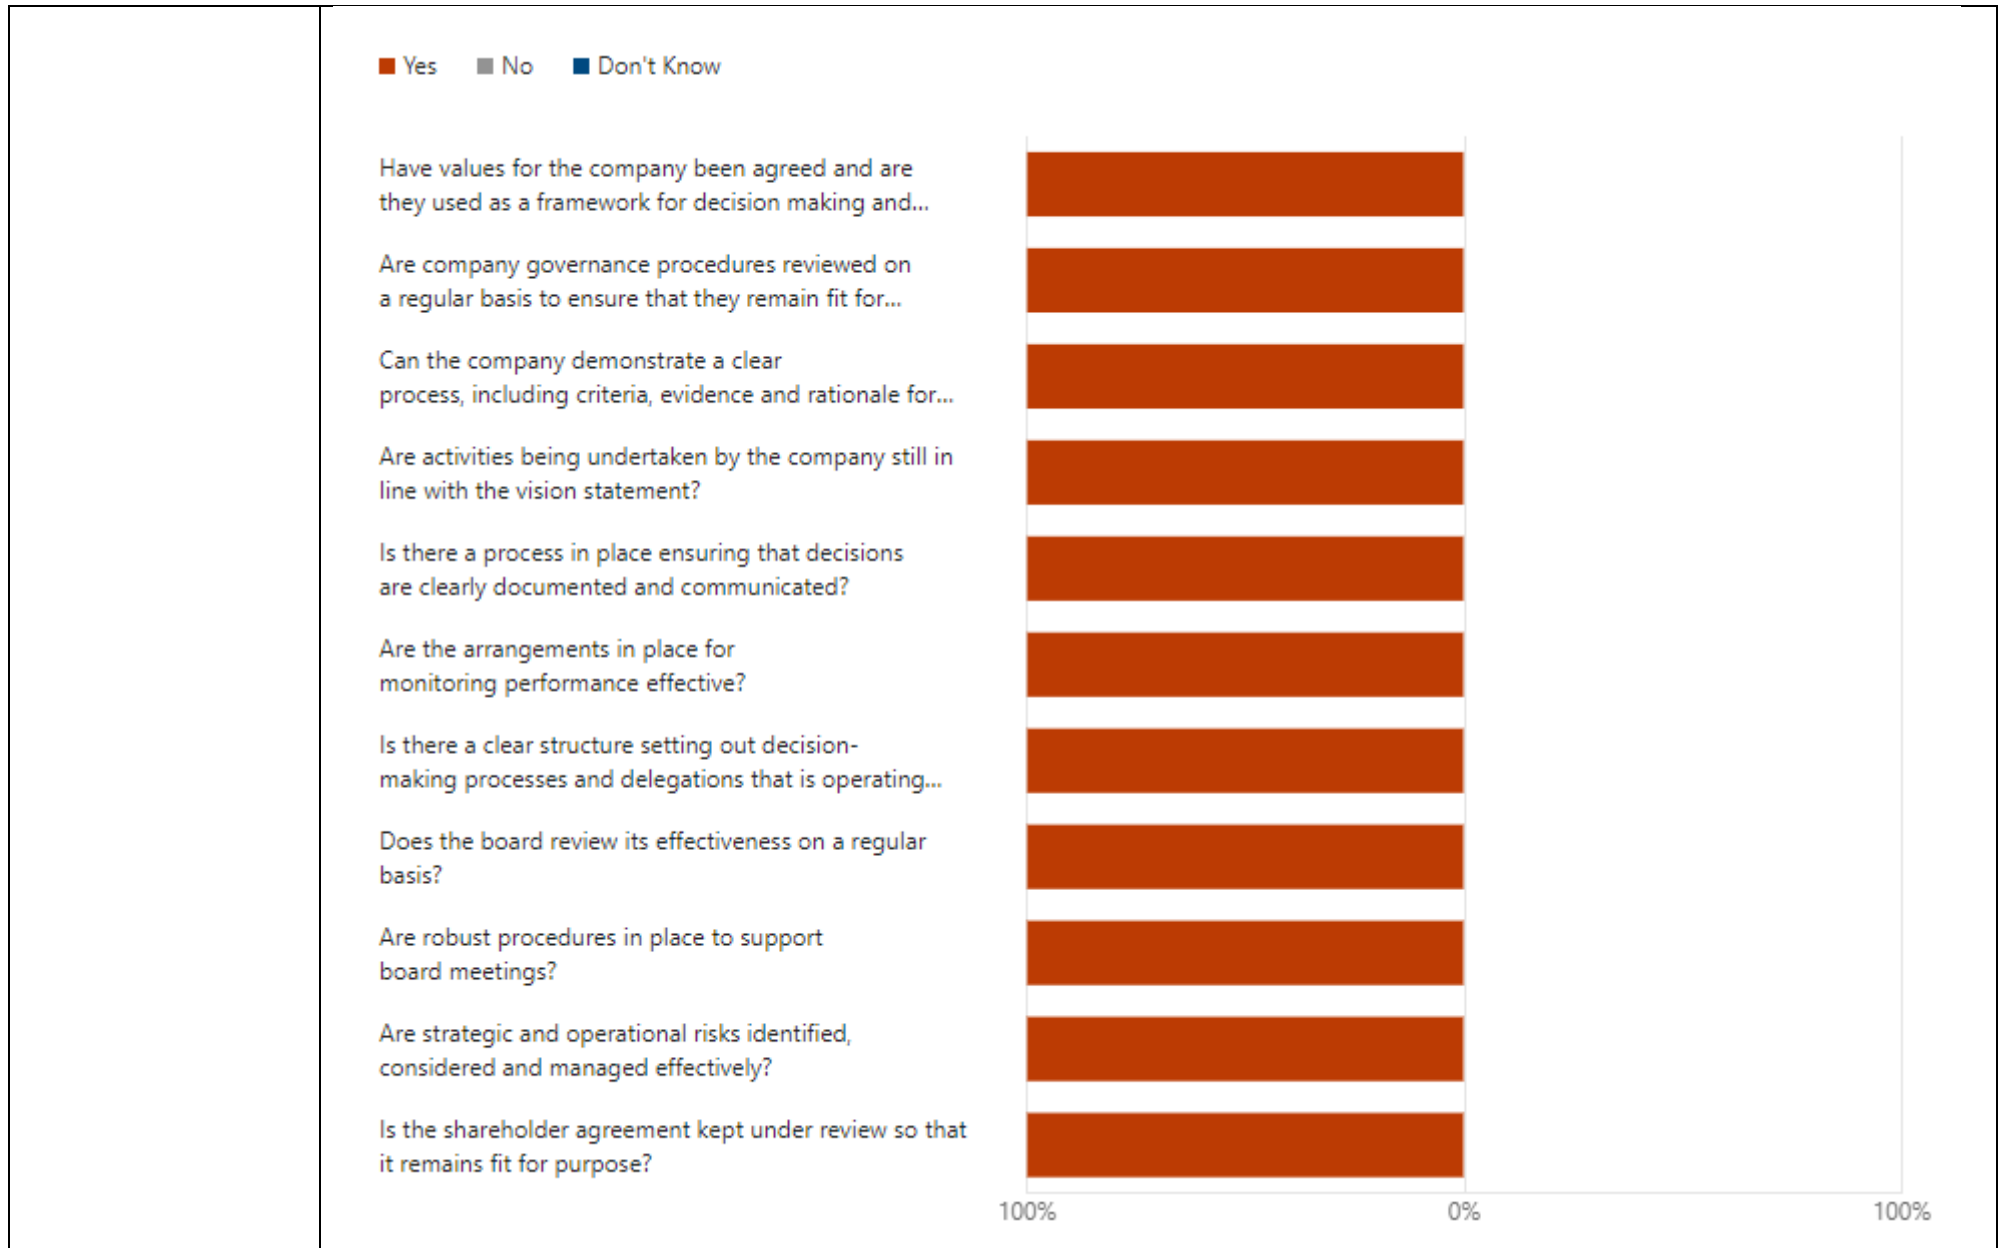 Yes No Don't Know
Have values for the company been agreed and are
they used as a framework for decision making and...
Are company governance procedures reviewed on
a regular basis to ensure that they remain fit for...
Can the company demonstrate a clear
process, including criteria, evidence and rationale for...
Are activities being undertaken by the company still in
line with the vision statement?
Is there a process in place ensuring that decisions
are clearly documented and communicated?
Are the arrangements in place for
monitoring performance effective?
Is there a clear structure setting out decision-
making processes and delegations that is operating...
Does the board review its effectiveness on a regular
basis?
Are robust procedures in place to support
board meetings?
Are strategic and operational risks identified,
considered and managed effectively?
Is the shareholder agreement kept under review so that
it remains fit for purpose?
100% 0% 100%